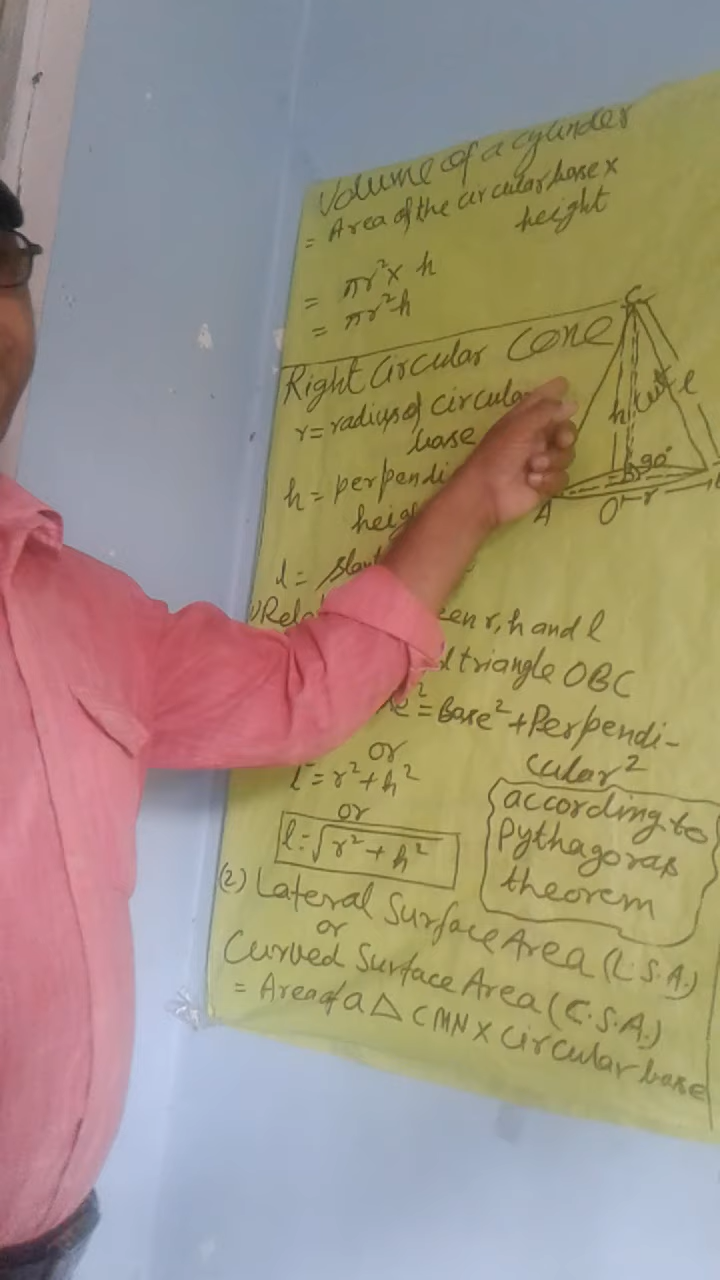 Volume of a cylinder
= Area of the circular base x
height
= πr² x h
= πr²h
Right Circular Cone
r = radius of circular
base
h =
l =
een r, h and l
triangle OBC
² = Base² + Perpendi-
cular²
or
l² = r² + h²
or
l = √r² + h²
according to
Pythagoras
theorem
(2) Lateral Surface Area (L.S.A.)
or
Curved Surface Area (C.S.A.)
= Area of a △ CMN x circular base
C
h
cut
l
90°
A
O
r
B